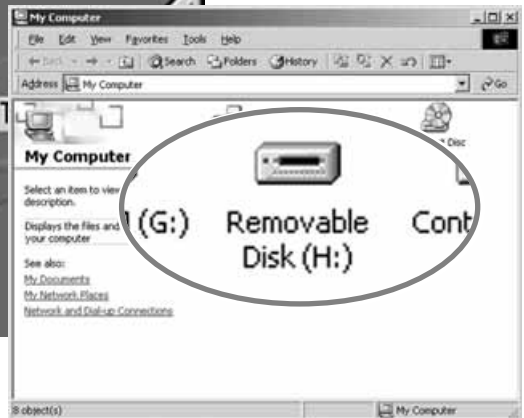 My Computer
File Edit View Favorites Tools Help
Back Search Folders History
Address My Computer Go
My Computer
Disc
Select an item to view
description.
Displays the files and
your computer
(G:) Removable Cont
Disk (H:)
See also:
My Documents
My Network Places
Network and Dial-up Connections
8 object(s) My Computer